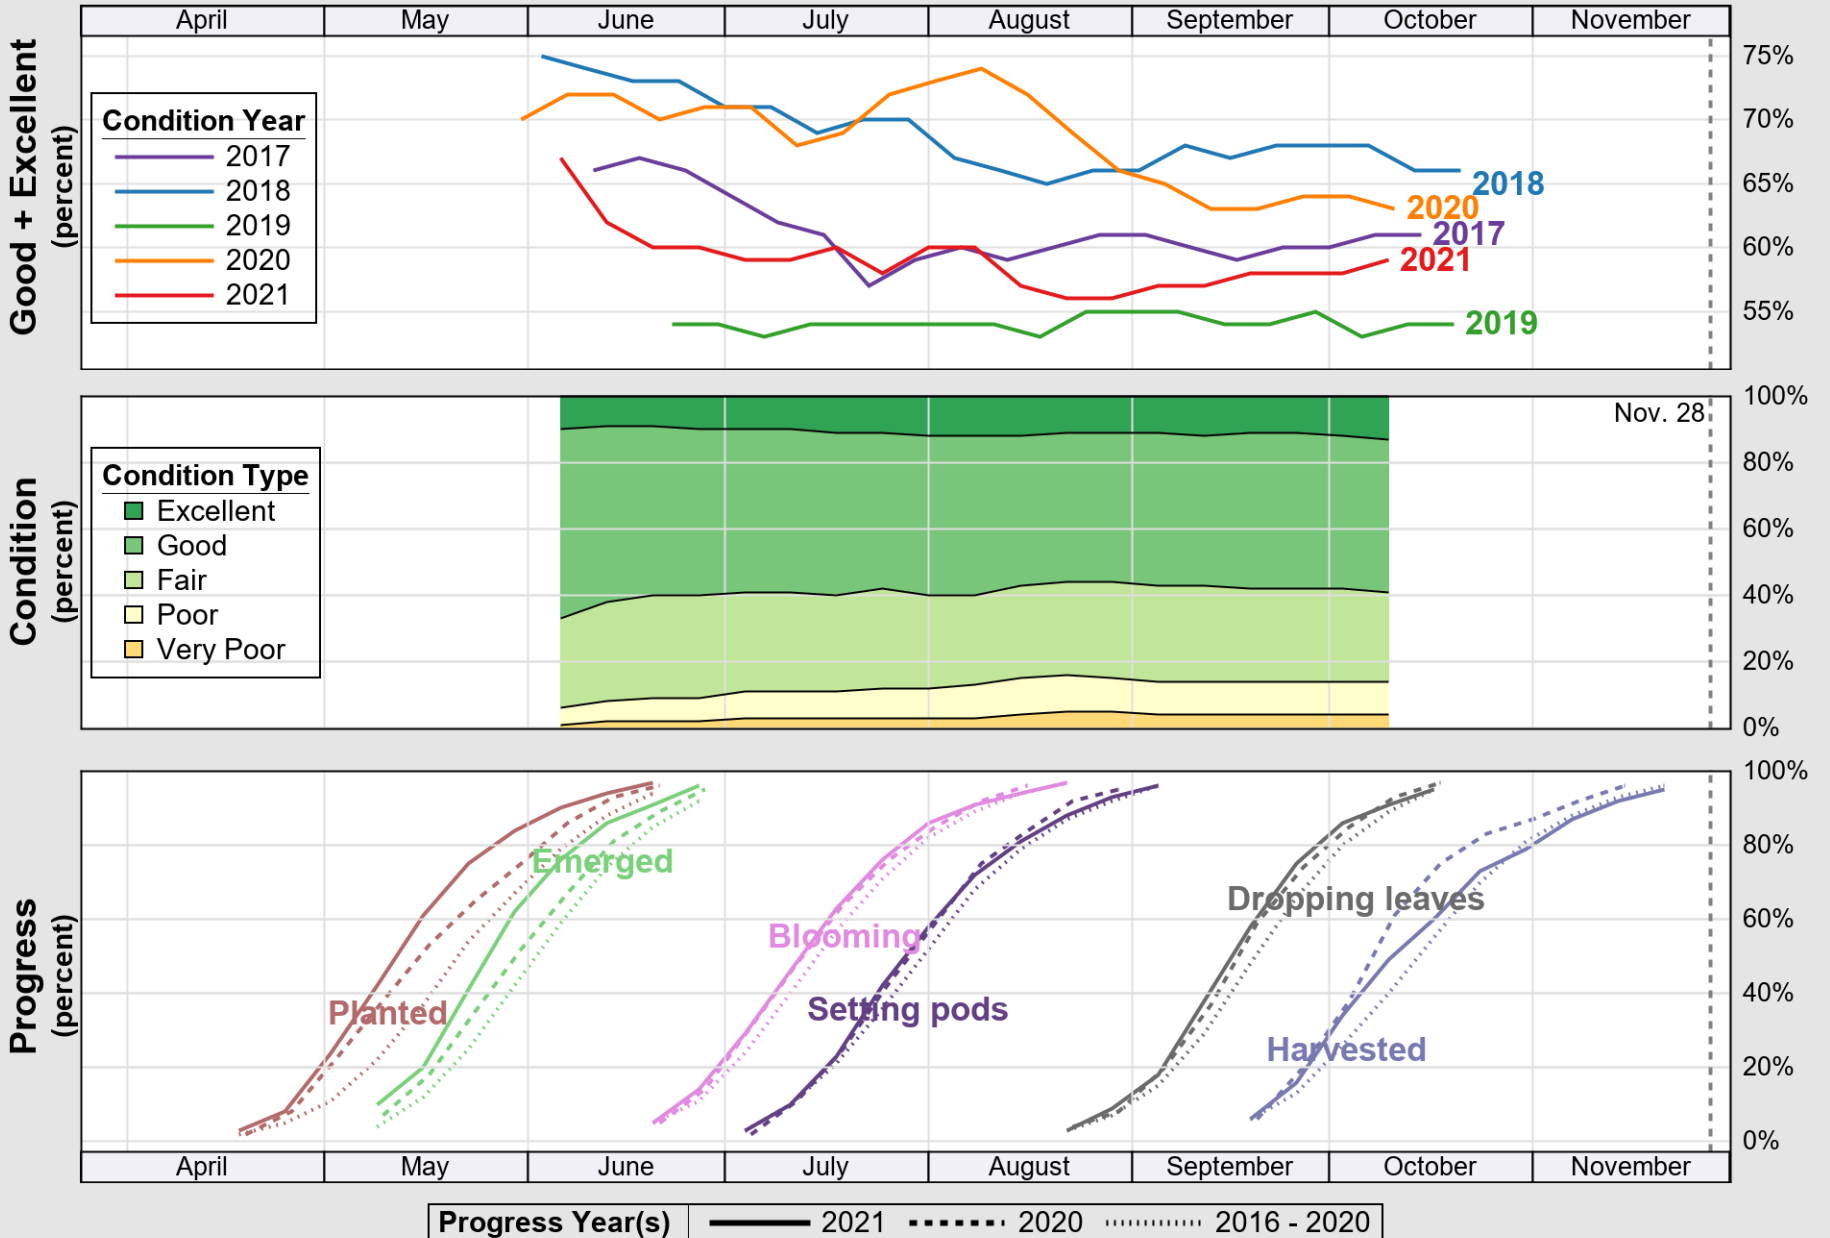 April May June July August September October November
Good + Excellent
(percent)
75%
70%
65%
60%
55%
Condition Year
2017
2018
2019
2020
2021
2018
2020
2017
2021
2019
Condition
(percent)
100%
80%
60%
40%
20%
0%
Nov. 28
Condition Type
Excellent
Good
Fair
Poor
Very Poor
Progress
(percent)
100%
80%
60%
40%
20%
0%
Emerged
Dropping leaves
Blooming
Planted
Setting pods
Harvested
April May June July August September October November
Progress Year(s) 2021 2020 2016 - 2020